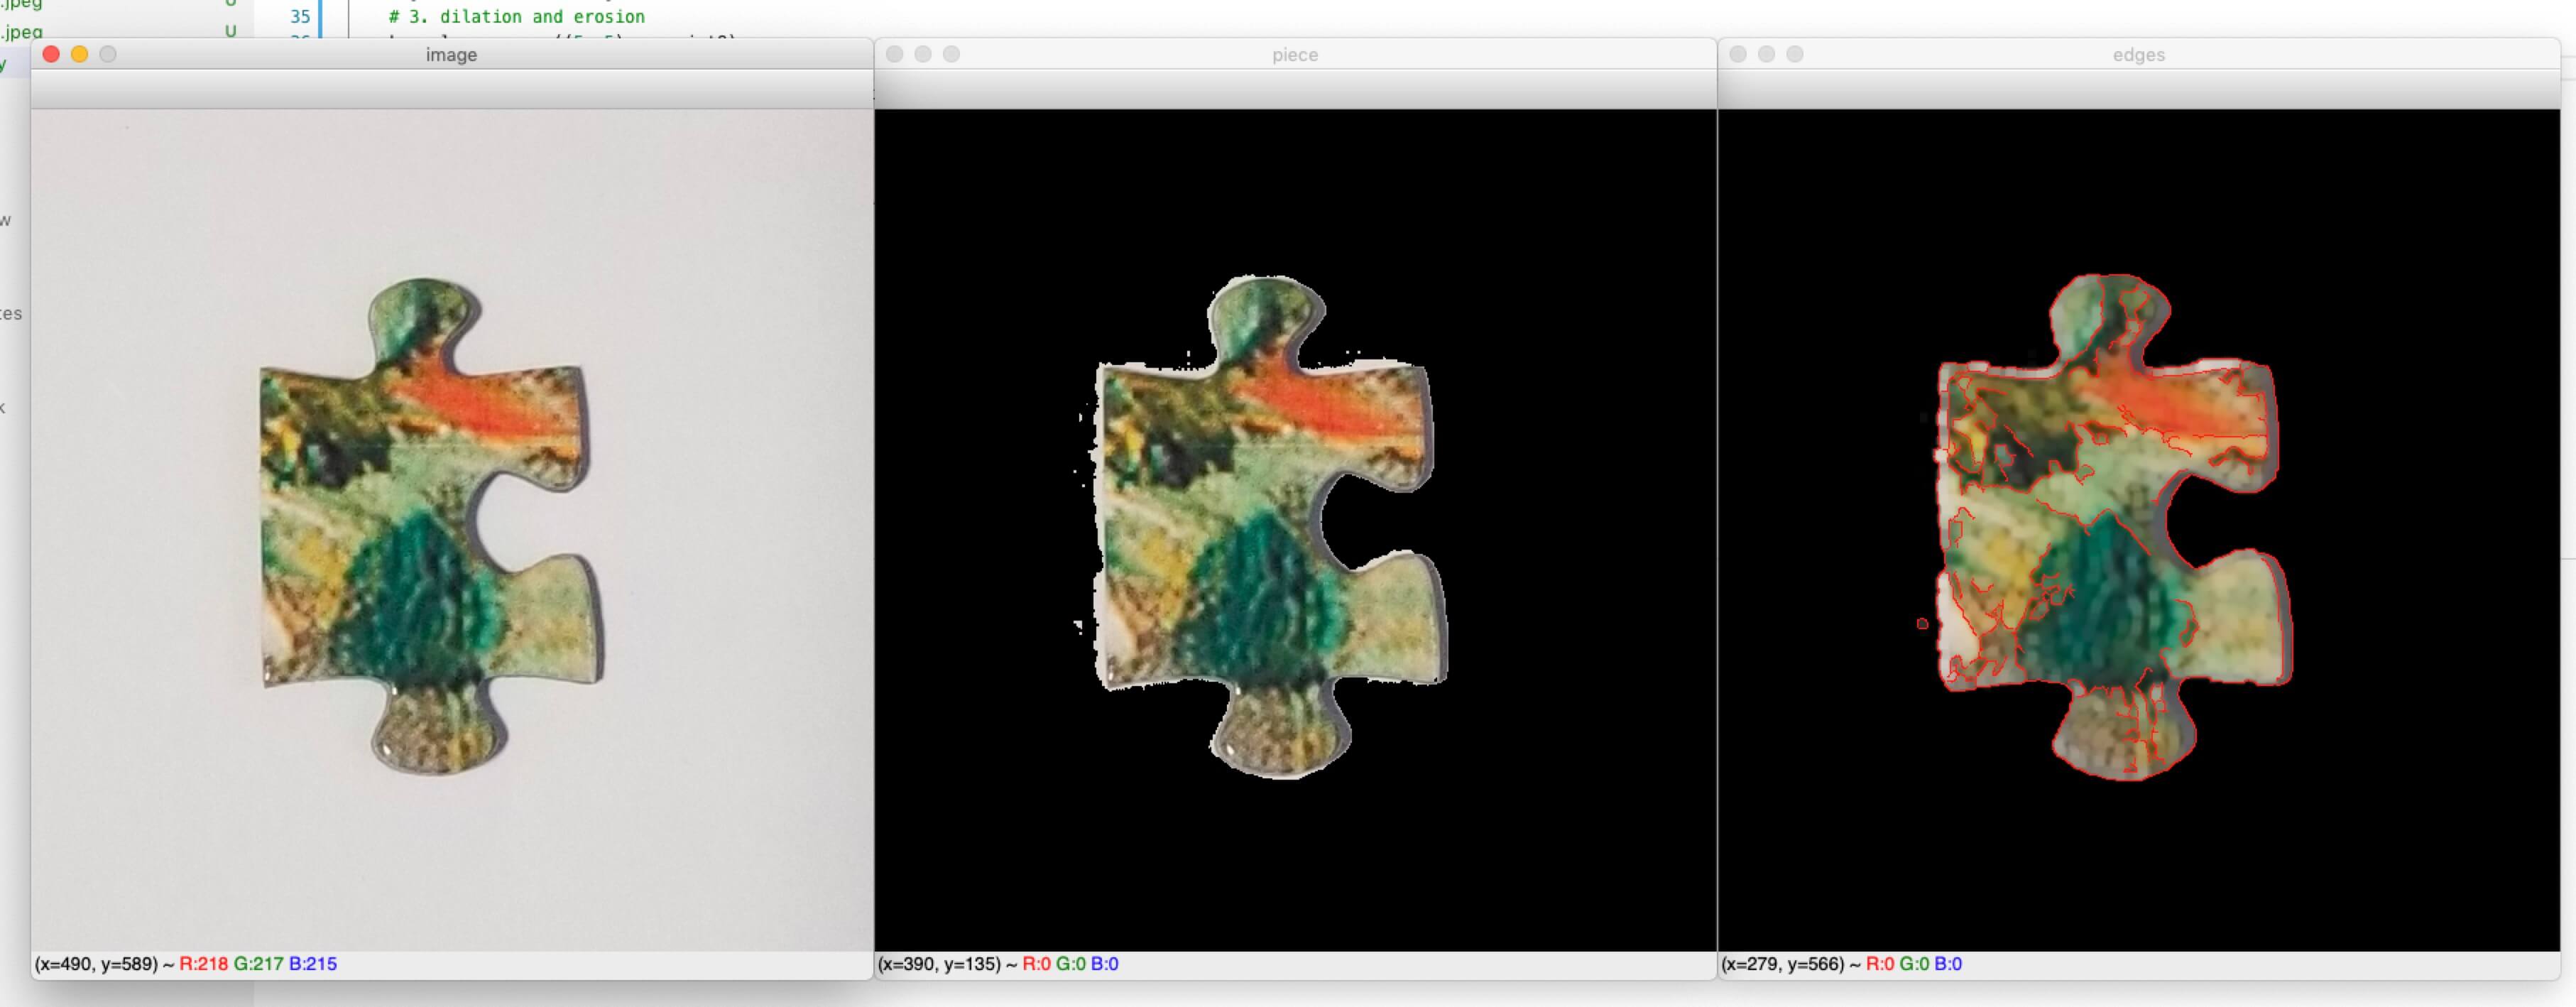 .jpeg U
35 # 3. dilation and erosion
.jpeg U
y
image
piece
edges
w
tes
k
(x=490, y=589) ~ R:218 G:217 B:215
(x=390, y=135) ~ R:0 G:0 B:0
(x=279, y=566) ~ R:0 G:0 B:0